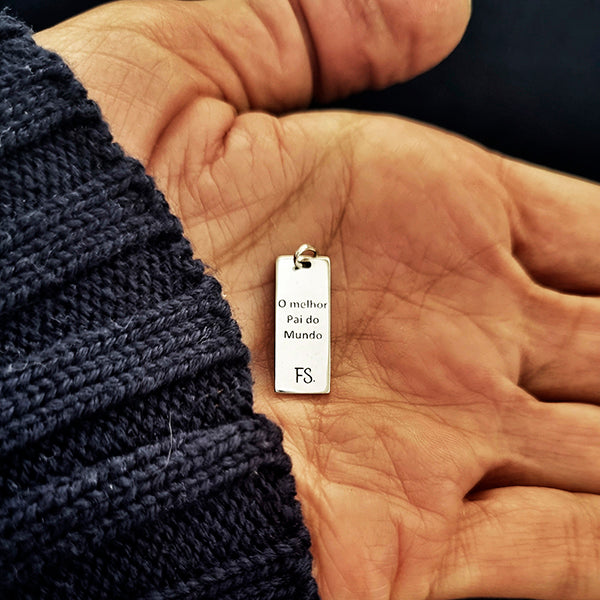 O melhor
Pai do
Mundo
FS.